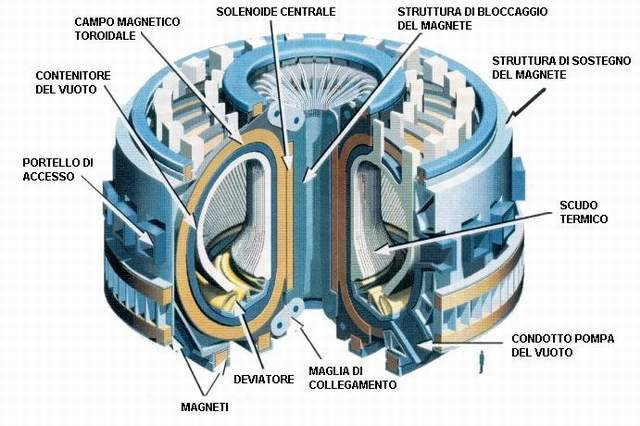 SOLENOIDE CENTRALE
STRUTTURA DI BLOCCAGGIO
DEL MAGNETE
CAMPO MAGNETICO
TOROIDALE
STRUTTURA DI SOSTEGNO
DEL MAGNETE
CONTENITORE
DEL VUOTO
PORTELLO DI
ACCESSO
SCUDO
TERMICO
CONDOTTO POMPA
DEL VUOTO
MAGLIA DI
COLLEGAMENTO
DEVIATORE
MAGNETI